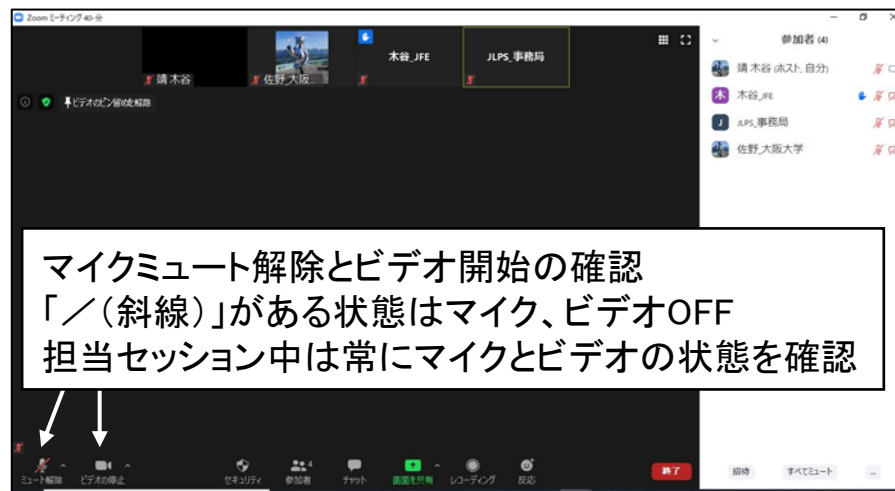 Zoom ミーティング 40-分
参加者 (4)
靖 木谷
佐野_大阪...
木谷_JFE
JLPS_事務局
ビデオのピン留めを解除
靖 木谷 (ホスト, 自分)
木谷_JFE
J
JLPS_事務局
佐野_大阪大学
マイクミュート解除とビデオ開始の確認
「／(斜線)」がある状態はマイク、ビデオOFF
担当セッション中は常にマイクとビデオの状態を確認
ミュート解除
ビデオの停止
セキュリティ
参加者
4
チャット
画面を共有
レコーディング
反応
終了
招待
すべてミュート
...